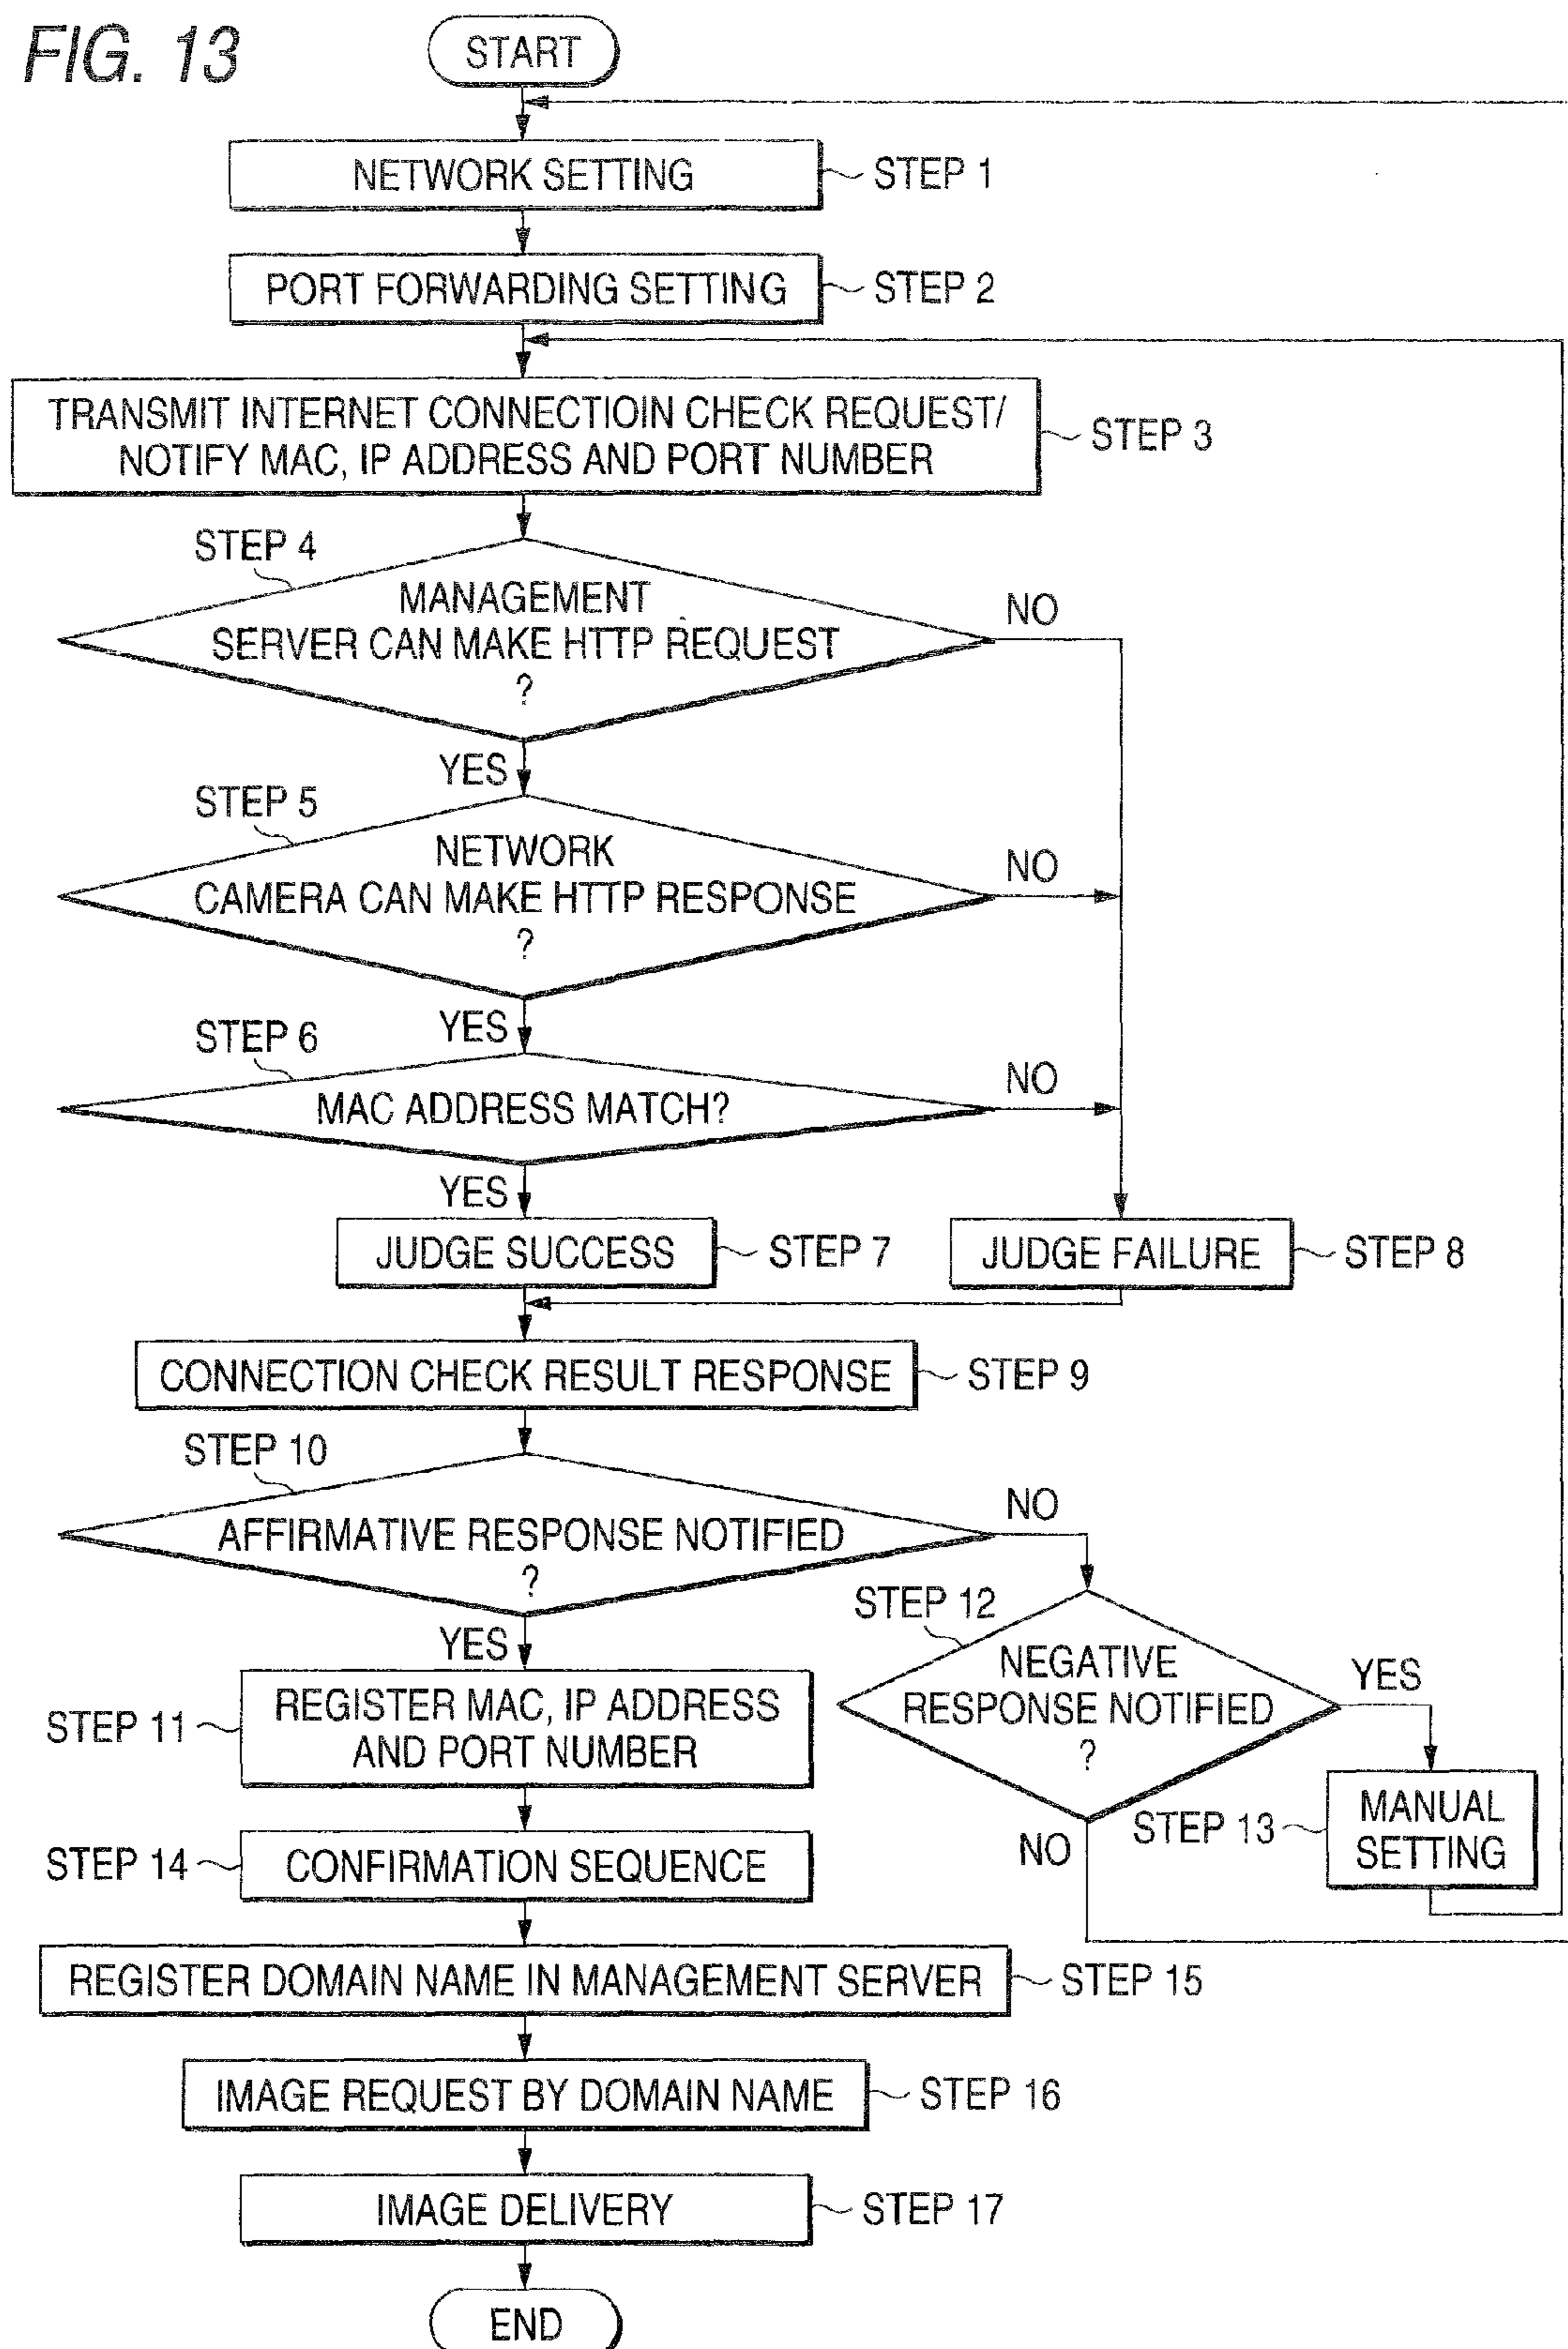 FIG. 13
START
NETWORK SETTING
STEP 1
PORT FORWARDING SETTING
STEP 2
TRANSMIT INTERNET CONNECTIOIN CHECK REQUEST/
NOTIFY MAC, IP ADDRESS AND PORT NUMBER
STEP 3
STEP 4
MANAGEMENT
SERVER CAN MAKE HTTP REQUEST
?
NO
YES
STEP 5
NETWORK
CAMERA CAN MAKE HTTP RESPONSE
?
NO
YES
STEP 6
MAC ADDRESS MATCH?
NO
YES
JUDGE SUCCESS
STEP 7
JUDGE FAILURE
STEP 8
CONNECTION CHECK RESULT RESPONSE
STEP 9
STEP 10
AFFIRMATIVE RESPONSE NOTIFIED
?
NO
YES
STEP 12
NEGATIVE
RESPONSE NOTIFIED
?
YES
NO
STEP 11
REGISTER MAC, IP ADDRESS
AND PORT NUMBER
STEP 13
MANUAL
SETTING
STEP 14
CONFIRMATION SEQUENCE
REGISTER DOMAIN NAME IN MANAGEMENT SERVER
STEP 15
IMAGE REQUEST BY DOMAIN NAME
STEP 16
IMAGE DELIVERY
STEP 17
END